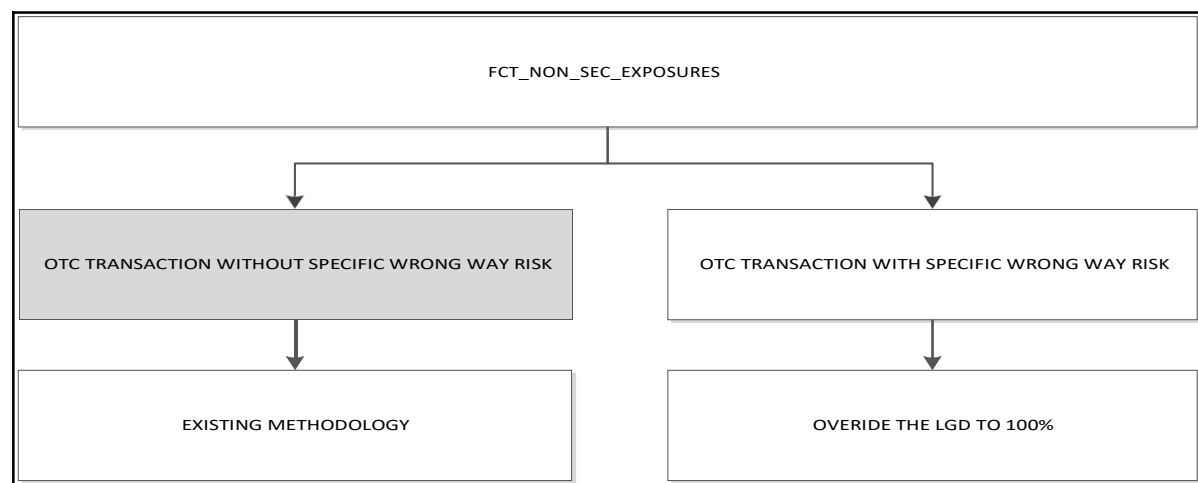 FCT_NON_SEC_EXPOSURES
OTC TRANSACTION WITHOUT SPECIFIC WRONG WAY RISK
OTC TRANSACTION WITH SPECIFIC WRONG WAY RISK
EXISTING METHODOLOGY
OVERIDE THE LGD TO 100%